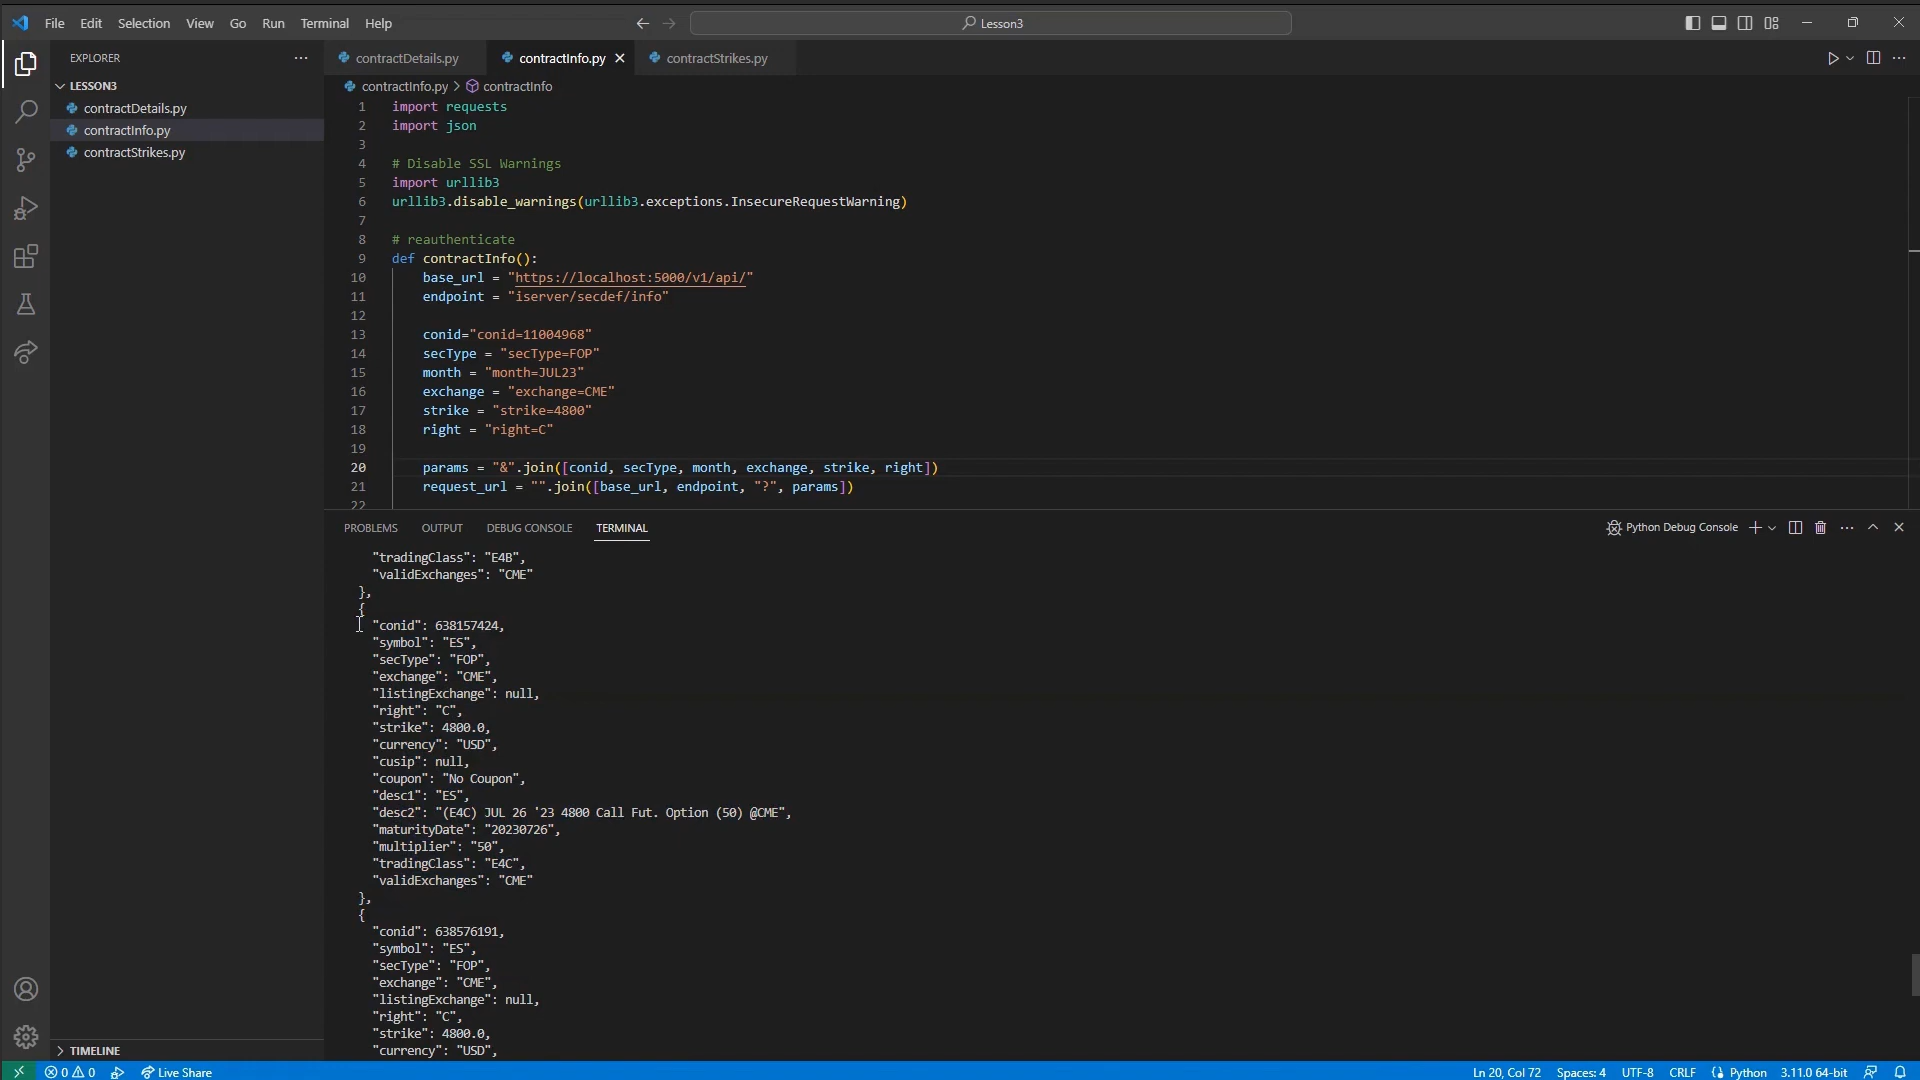 File Edit Selection View Go Run Terminal Help
Lesson3
EXPLORER
LESSON3
contractDetails.py
contractInfo.py
contractStrikes.py
TIMELINE
contractDetails.py contractInfo.py contractStrikes.py
contractInfo.py > contractInfo
1 import requests
2 import json
3
4 # Disable SSL Warnings
5 import urllib3
6 urllib3.disable_warnings(urllib3.exceptions.InsecureRequestWarning)
7
8 # reauthenticate
9 def contractInfo():
10 base_url = "https://localhost:5000/v1/api/"
11 endpoint = "iserver/secdef/info"
12
13 conid="conid=11004968"
14 secType = "secType=FOP"
15 month = "month=JUL23"
16 exchange = "exchange=CME"
17 strike = "strike=4800"
18 right = "right=C"
19
20 params = "&".join([conid, secType, month, exchange, strike, right])
21 request_url = "".join([base_url, endpoint, "?", params])
22
PROBLEMS OUTPUT DEBUG CONSOLE TERMINAL
Python Debug Console
"tradingClass": "E4B",
"validExchanges": "CME"
},
{
"conid": 638157424,
"symbol": "ES",
"secType": "FOP",
"exchange": "CME",
"listingExchange": null,
"right": "C",
"strike": 4800.0,
"currency": "USD",
"cusip": null,
"coupon": "No Coupon",
"desc1": "ES",
"desc2": "(E4C) JUL 26 '23 4800 Call Fut. Option (50) @CME",
"maturityDate": "20230726",
"multiplier": "50",
"tradingClass": "E4C",
"validExchanges": "CME"
},
{
"conid": 638576191,
"symbol": "ES",
"secType": "FOP",
"exchange": "CME",
"listingExchange": null,
"right": "C",
"strike": 4800.0,
"currency": "USD",
0 0 Live Share
Ln 20, Col 72 Spaces: 4 UTF-8 CRLF Python 3.11.0 64-bit